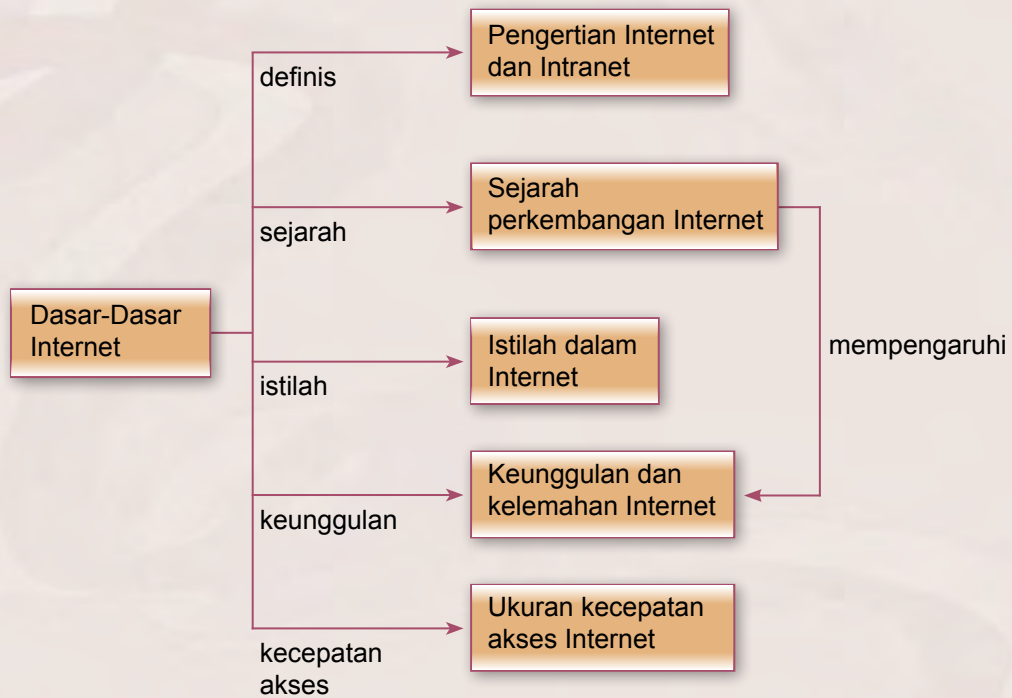 Pengertian Internet
dan Intranet
definis
Sejarah
perkembangan Internet
sejarah
Dasar-Dasar
Internet
Istilah dalam
Internet
mempengaruhi
istilah
Keunggulan dan
kelemahan Internet
keunggulan
Ukuran kecepatan
akses Internet
kecepatan
akses